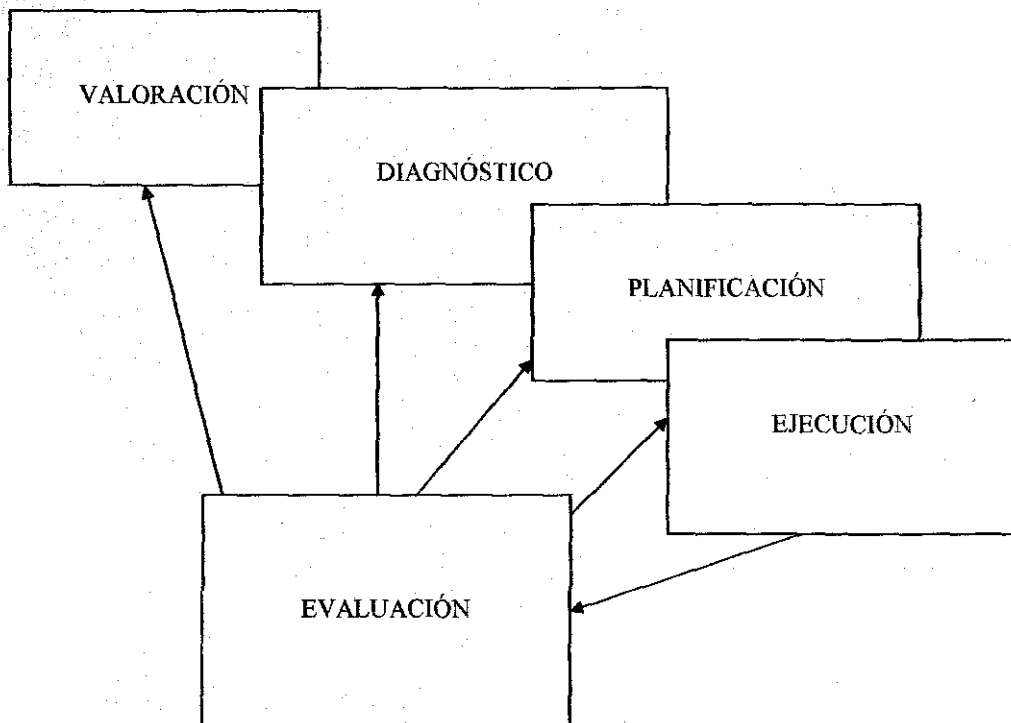 VALORACIÓN
DIAGNÓSTICO
PLANIFICACIÓN
EJECUCIÓN
EVALUACIÓN